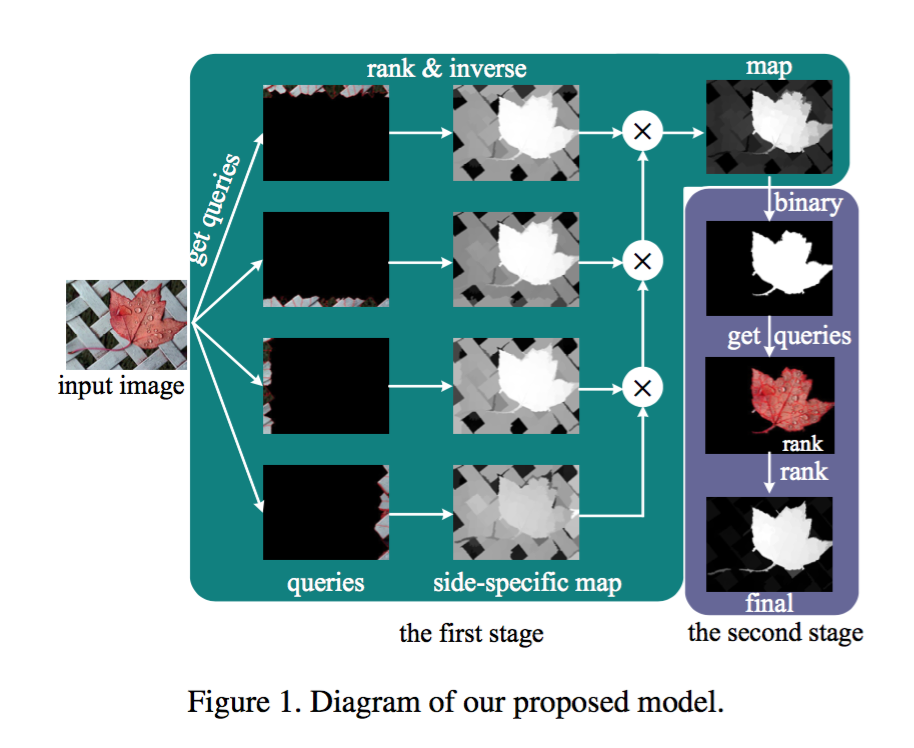 rank & inverse
map
get queries
binary
get queries
input image
rank
rank
queries
side-specific map
final
the first stage
the second stage
Figure 1. Diagram of our proposed model.